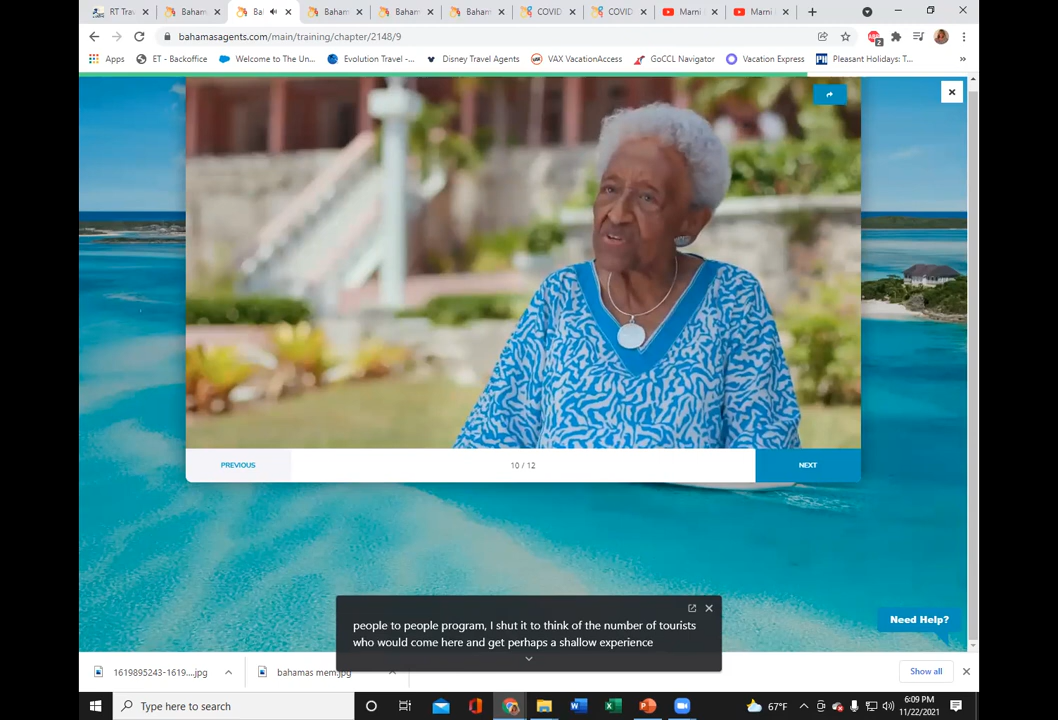 RT Trav
Baham
Bal
Baham
Baham
Baham
COVID
COVID
Marni
Marni
bahamasagents.com/main/training/chapter/2148/9
2
Apps
ET - Backoffice
Welcome to The Un...
Evolution Travel -...
Disney Travel Agents
VAX VacationAccess
GoCCL Navigator
Vacation Express
Pleasant Holidays: T...
PREVIOUS
10 / 12
NEXT
people to people program, I shut it to think of the number of tourists
who would come here and get perhaps a shallow experience
Need Help?
1619895243-1619....jpg
bahamas mem.jpg
Show all
Type here to search
67°F
6:09 PM
11/22/2021